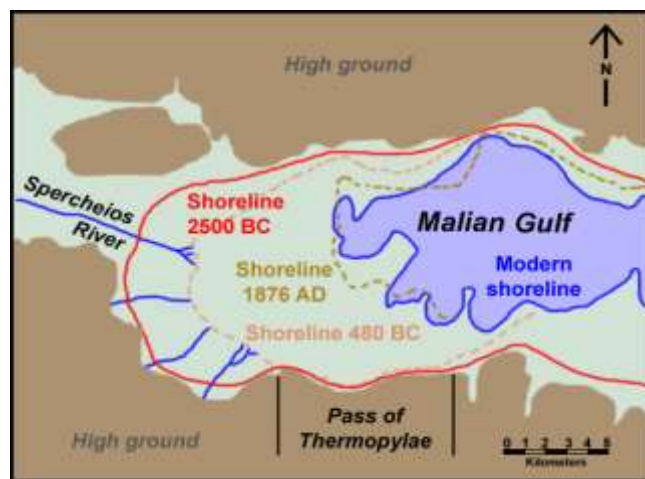 High ground
N
Spercheios
River
Shoreline
2500 BC
Malian Gulf
Shoreline
1876 AD
Modern
shoreline
Shoreline 480 BC
Pass of
Thermopylae
High ground
0 1 2 3 4 5
Kilometers